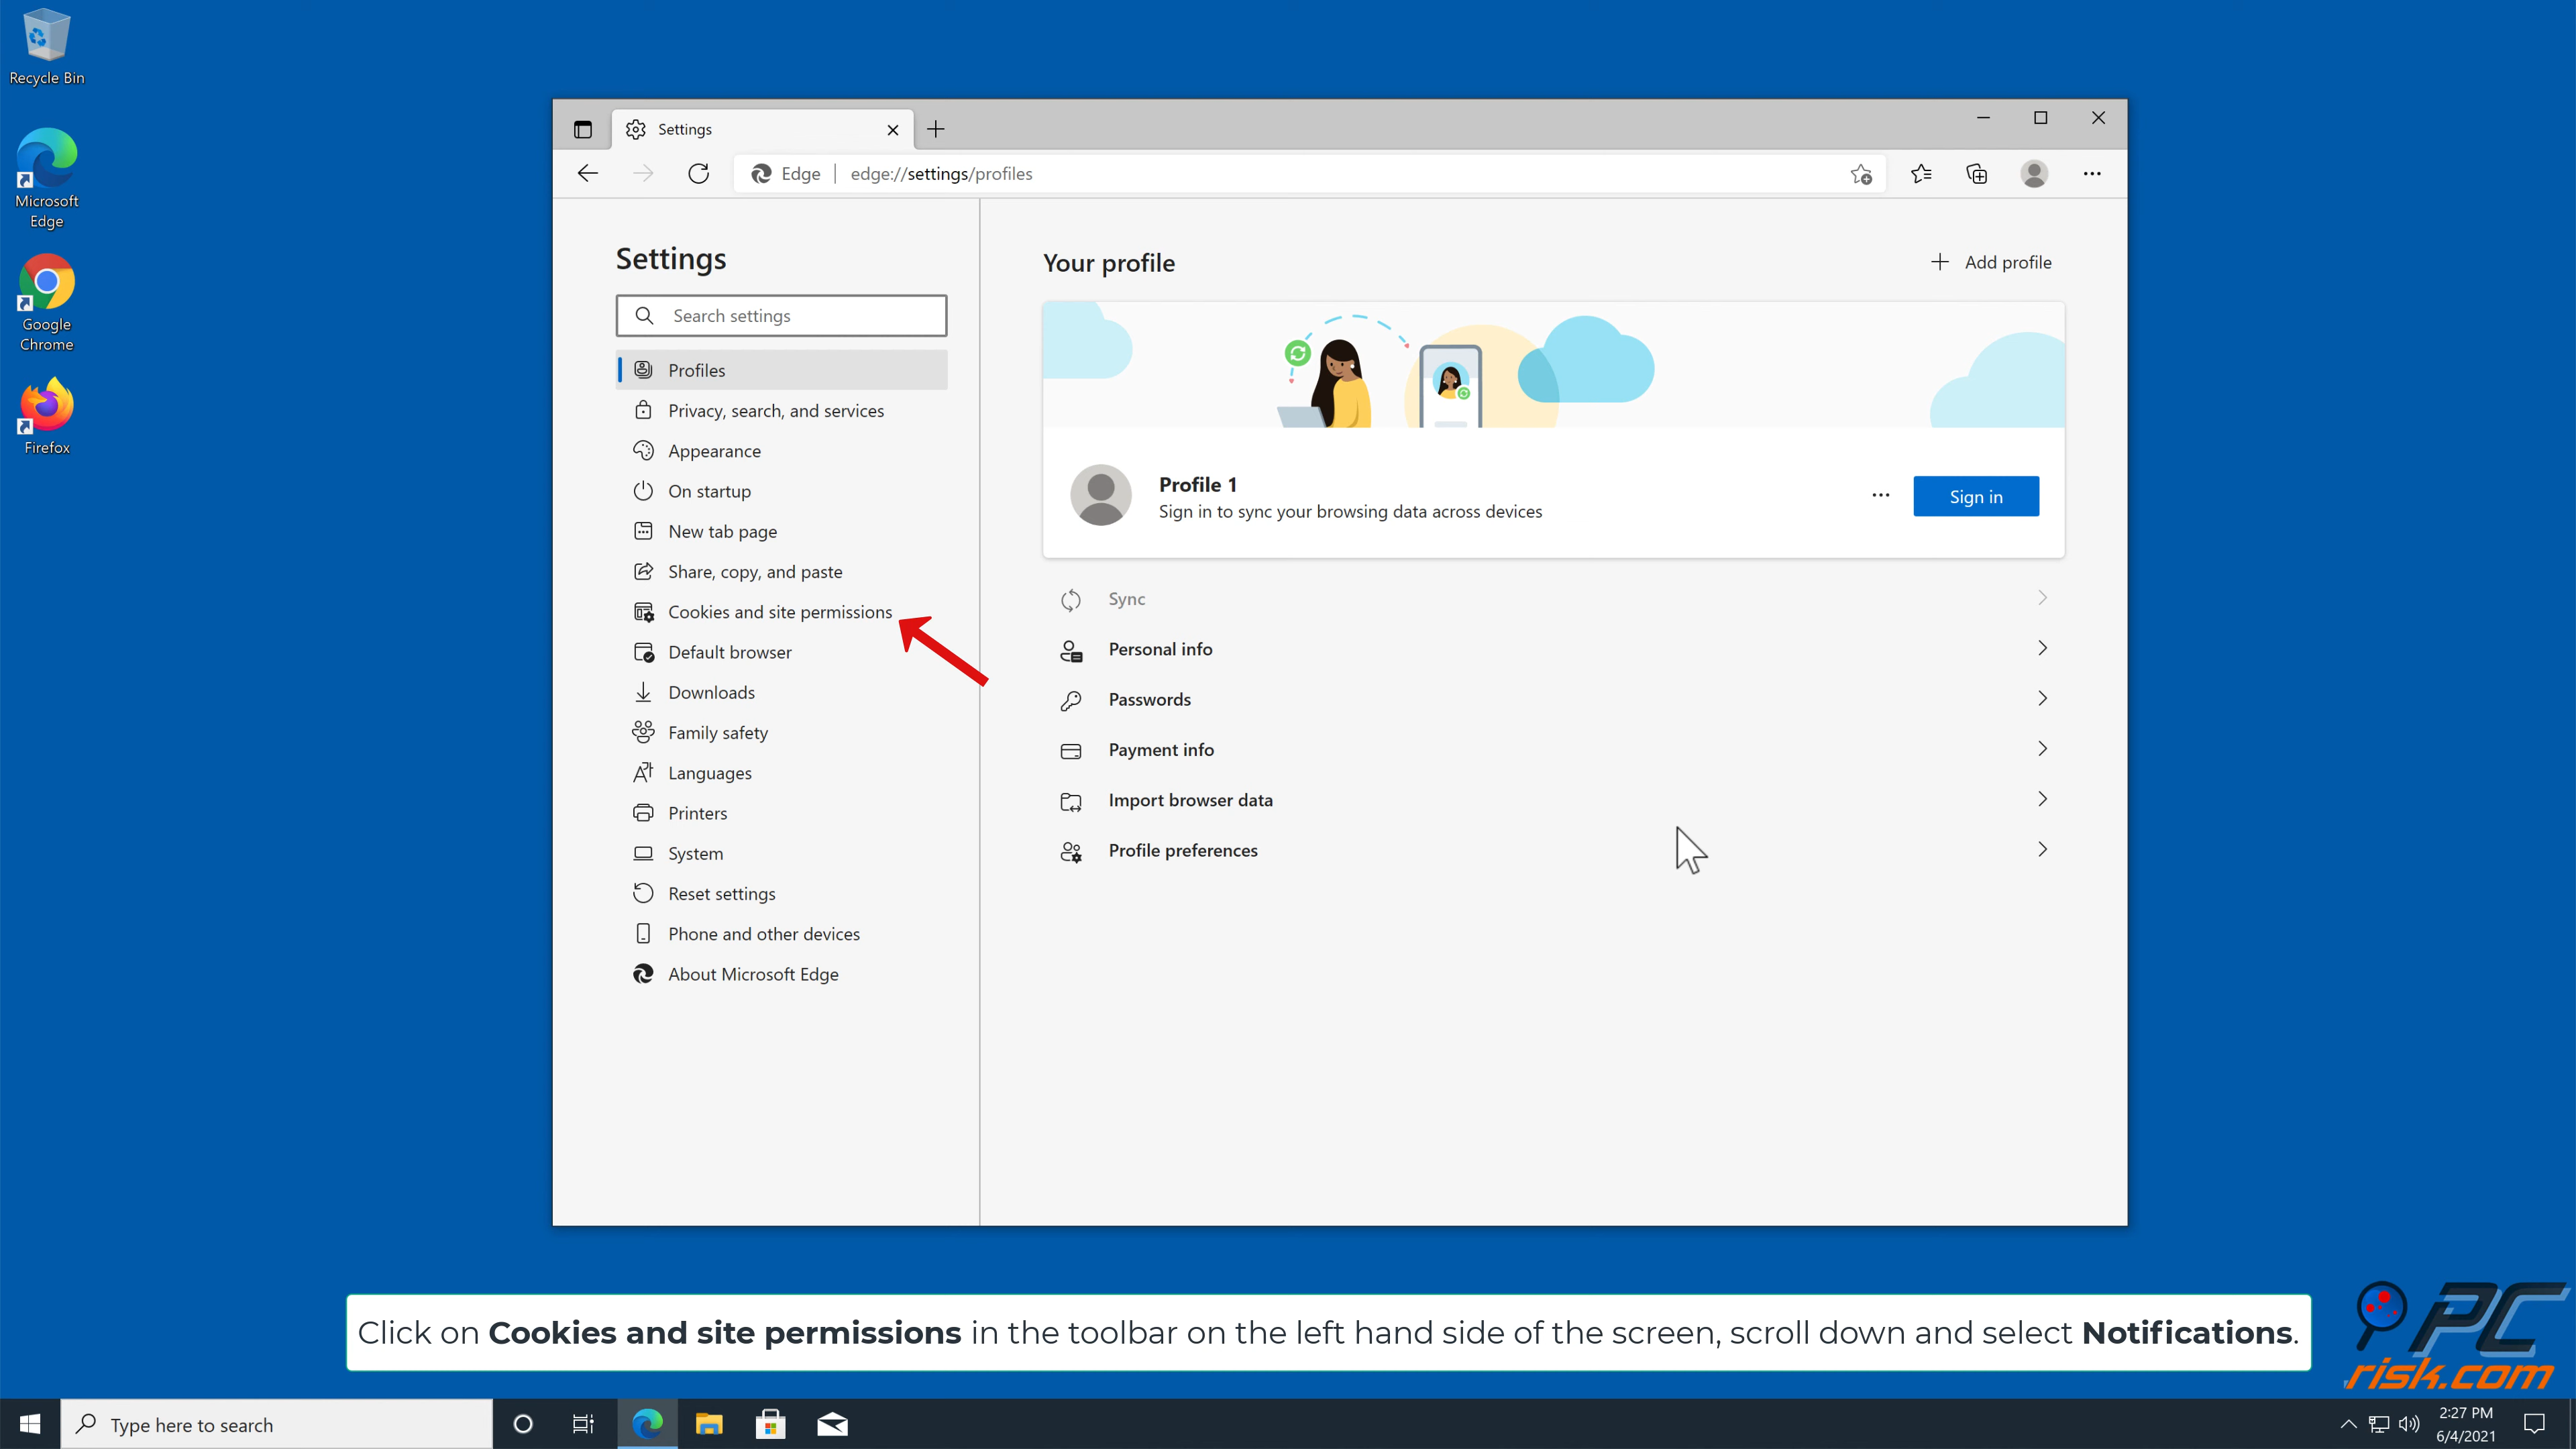 Recycle Bin
Microsoft
Edge
Google
Chrome
Firefox
Settings
Edge
edge://settings/profiles
Settings
Search settings
Profiles
Privacy, search, and services
Appearance
On startup
New tab page
Share, copy, and paste
Cookies and site permissions
Default browser
Downloads
Family safety
Languages
Printers
System
Reset settings
Phone and other devices
About Microsoft Edge
Your profile
Add profile
Profile 1
Sign in to sync your browsing data across devices
Sign in
Sync
Personal info
Passwords
Payment info
Import browser data
Profile preferences
Click on Cookies and site permissions in the toolbar on the left hand side of the screen, scroll down and select Notifications.
PC
risk.com
Type here to search
2:27 PM
6/4/2021